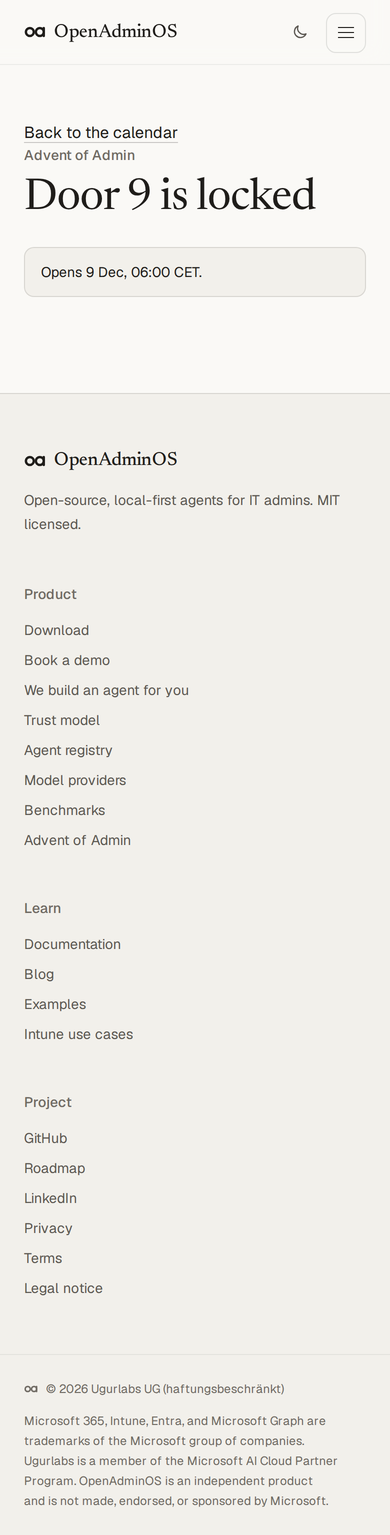 OpenAdminOS
Back to the calendar
Advent of Admin
Door 9 is locked
Opens 9 Dec, 06:00 CET.
OpenAdminOS
Open-source, local-first agents for IT admins. MIT
licensed.
Product
Download
Book a demo
We build an agent for you
Trust model
Agent registry
Model providers
Benchmarks
Advent of Admin
Learn
Documentation
Blog
Examples
Intune use cases
Project
GitHub
Roadmap
LinkedIn
Privacy
Terms
Legal notice
© 2026 Ugurlabs UG (haftungsbeschränkt)
Microsoft 365, Intune, Entra, and Microsoft Graph are
trademarks of the Microsoft group of companies.
Ugurlabs is a member of the Microsoft AI Cloud Partner
Program. OpenAdminOS is an independent product
and is not made, endorsed, or sponsored by Microsoft.